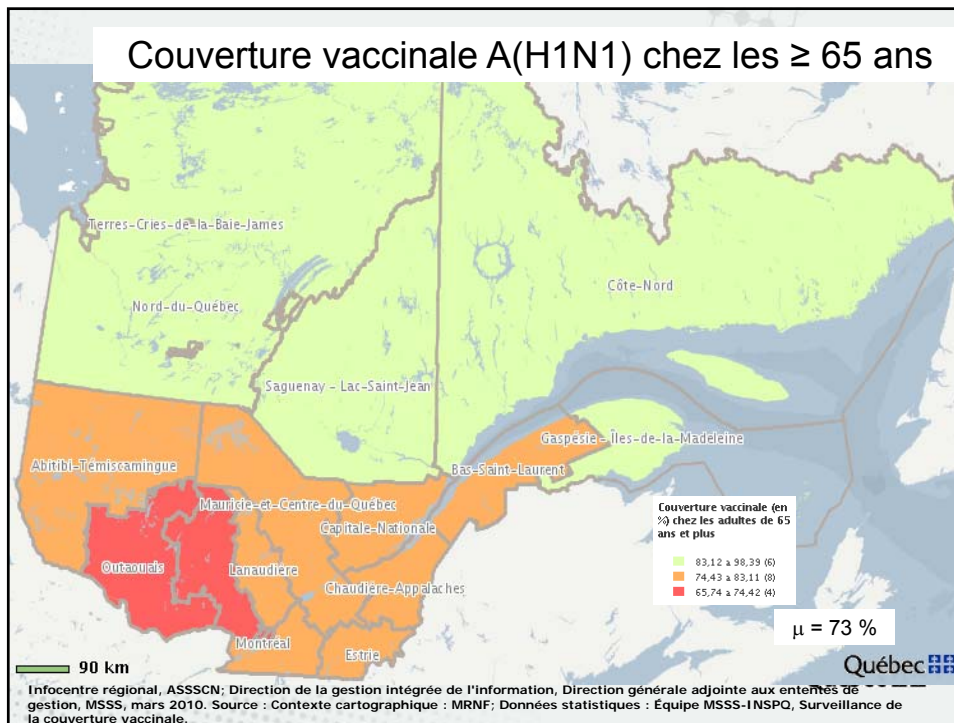 Couverture vaccinale A(H1N1) chez les ≥ 65 ans
Terres-Cries-de-la-Baie-James
Nord-du-Québec
Côte-Nord
Saguenay - Lac-Saint-Jean
Gaspésie - Îles-de-la-Madeleine
Abitibi-Témiscamingue
Bas-Saint-Laurent
Mauricie-et-Centre-du-Québec
Capitale-Nationale
Outaouais
Lanaudière
Chaudière-Appalaches
Montréal
Estrie
Couverture vaccinale (en
%) chez les adultes de 65
ans et plus
83,12 à 98,39 (6)
74,43 à 83,11 (8)
65,74 à 74,42 (4)
μ = 73 %
90 km
Québec
Infocentre régional, ASSSCN; Direction de la gestion intégrée de l'information, Direction générale adjointe aux ententes de
gestion, MSSS, mars 2010. Source : Contexte cartographique : MRNF; Données statistiques : Équipe MSSS-INSPQ, Surveillance de
la couverture vaccinale.